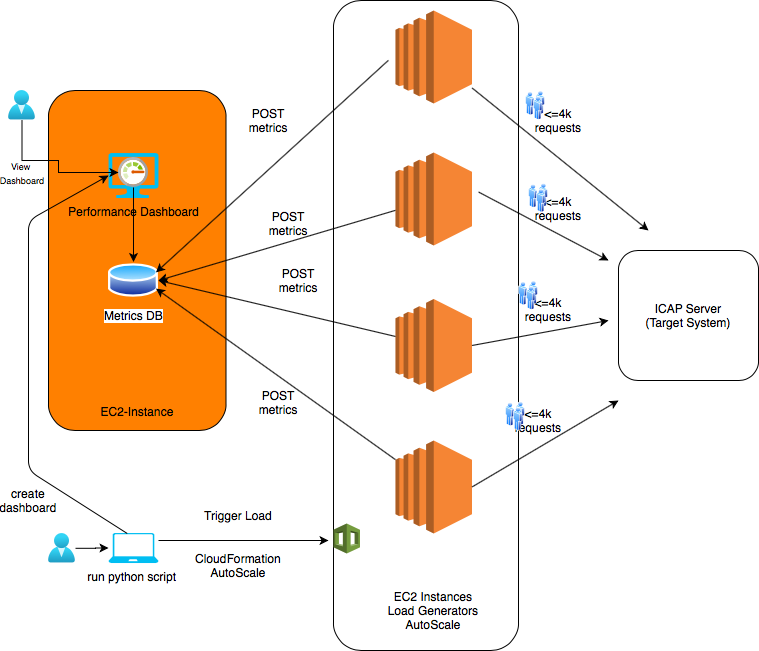 <=4k
requests
POST
metrics
View
Dashboard
<=4k
requests
Performance Dashboard
POST
metrics
POST
metrics
<=4k
requests
ICAP Server
(Target System)
Metrics DB
POST
metrics
EC2-Instance
<=4k
requests
create
dashboard
Trigger Load
CloudFormation
AutoScale
run python script
EC2 Instances
Load Generators
AutoScale